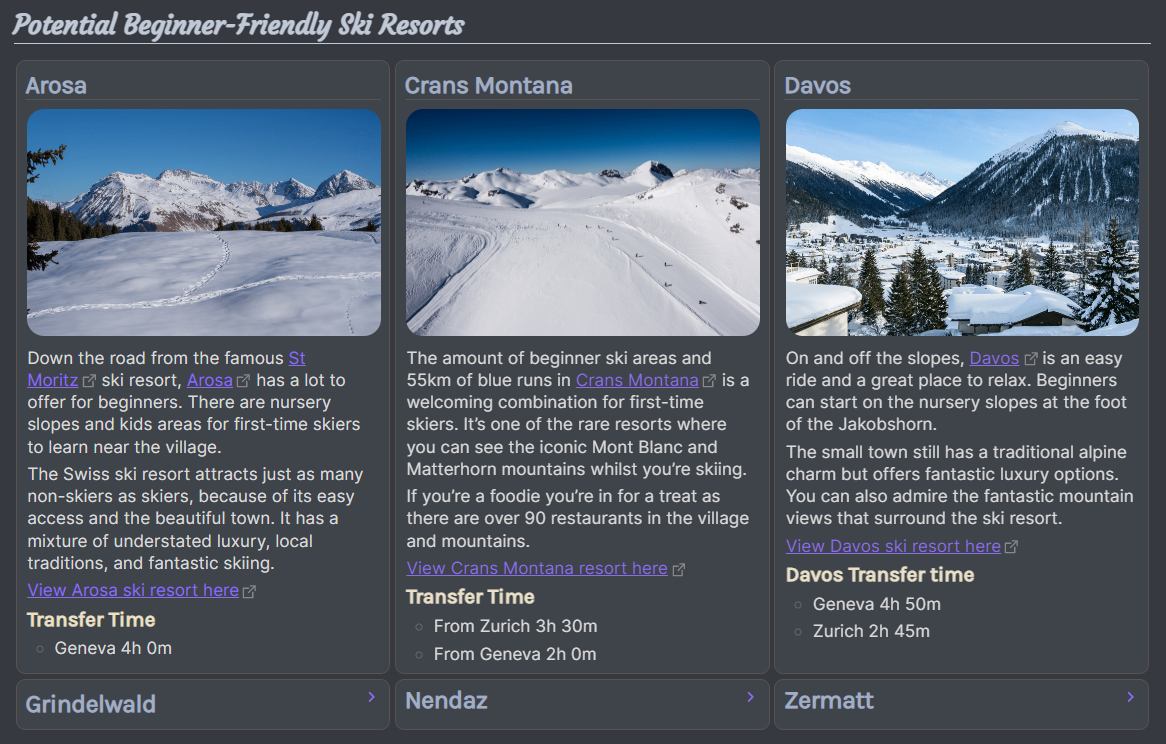 Potential Beginner-Friendly Ski Resorts
Arosa
Down the road from the famous St
Moritz ski resort, Arosa has a lot to
offer for beginners. There are nursery
slopes and kids areas for first-time skiers
to learn near the village.
The Swiss ski resort attracts just as many
non-skiers as skiers, because of its easy
access and the beautiful town. It has a
mixture of understated luxury, local
traditions, and fantastic skiing.
View Arosa ski resort here
Transfer Time
Geneva 4h 0m
Crans Montana
The amount of beginner ski areas and
55km of blue runs in Crans Montana is a
welcoming combination for first-time
skiers. It’s one of the rare resorts where
you can see the iconic Mont Blanc and
Matterhorn mountains whilst you’re skiing.
If you’re a foodie you’re in for a treat as
there are over 90 restaurants in the village
and mountains.
View Crans Montana resort here
Transfer Time
From Zurich 3h 30m
From Geneva 2h 0m
Davos
On and off the slopes, Davos is an easy
ride and a great place to relax. Beginners
can start on the nursery slopes at the foot
of the Jakobshorn.
The small town still has a traditional alpine
charm but offers fantastic luxury options.
You can also admire the fantastic mountain
views that surround the ski resort.
View Davos ski resort here
Davos Transfer time
Geneva 4h 50m
Zurich 2h 45m
Grindelwald
Nendaz
Zermatt